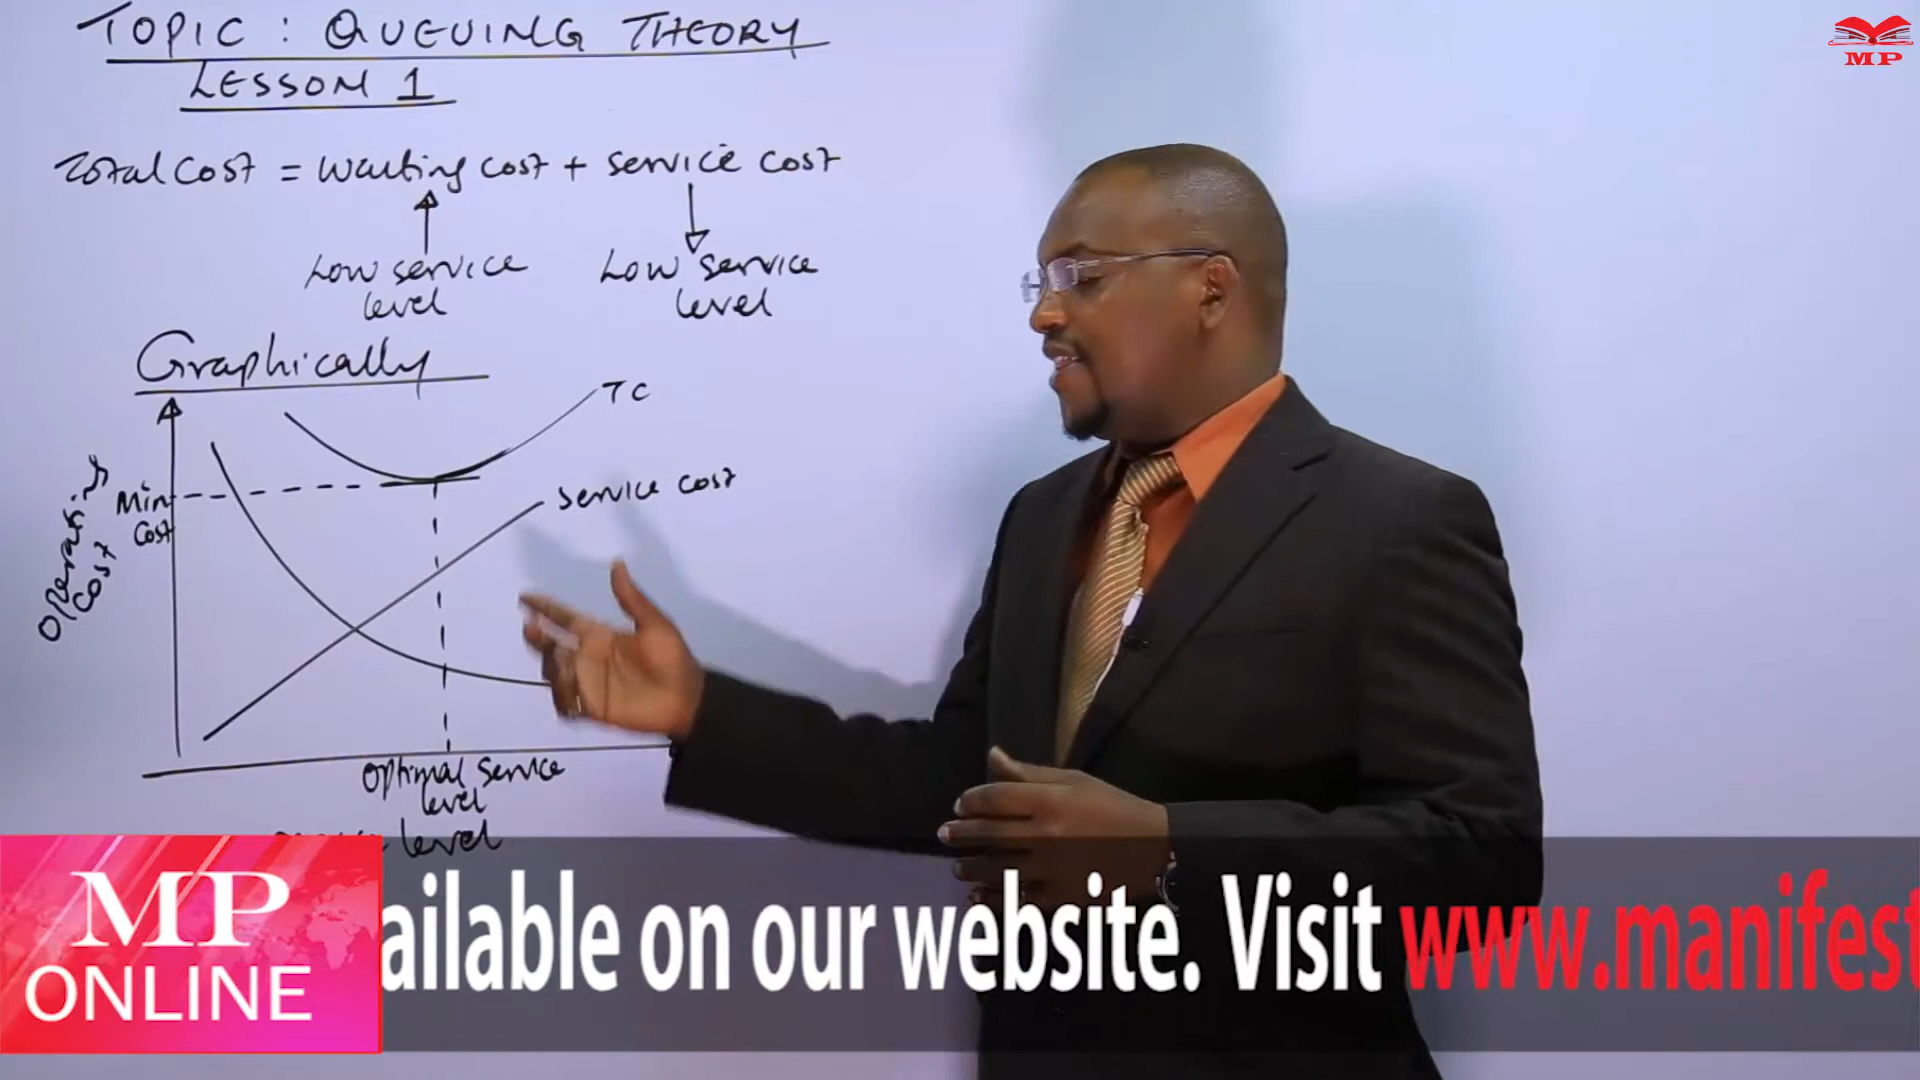 TOPIC : QUEUING THEORY
LESSON 1
Total Cost = Waiting cost + service cost
Low service level
Low service level
Graphically
TC
service cost
Min Cost
Operating Cost
Optimal service level
level
MP
MP
ONLINE
ailable on our website. Visit www.manifest